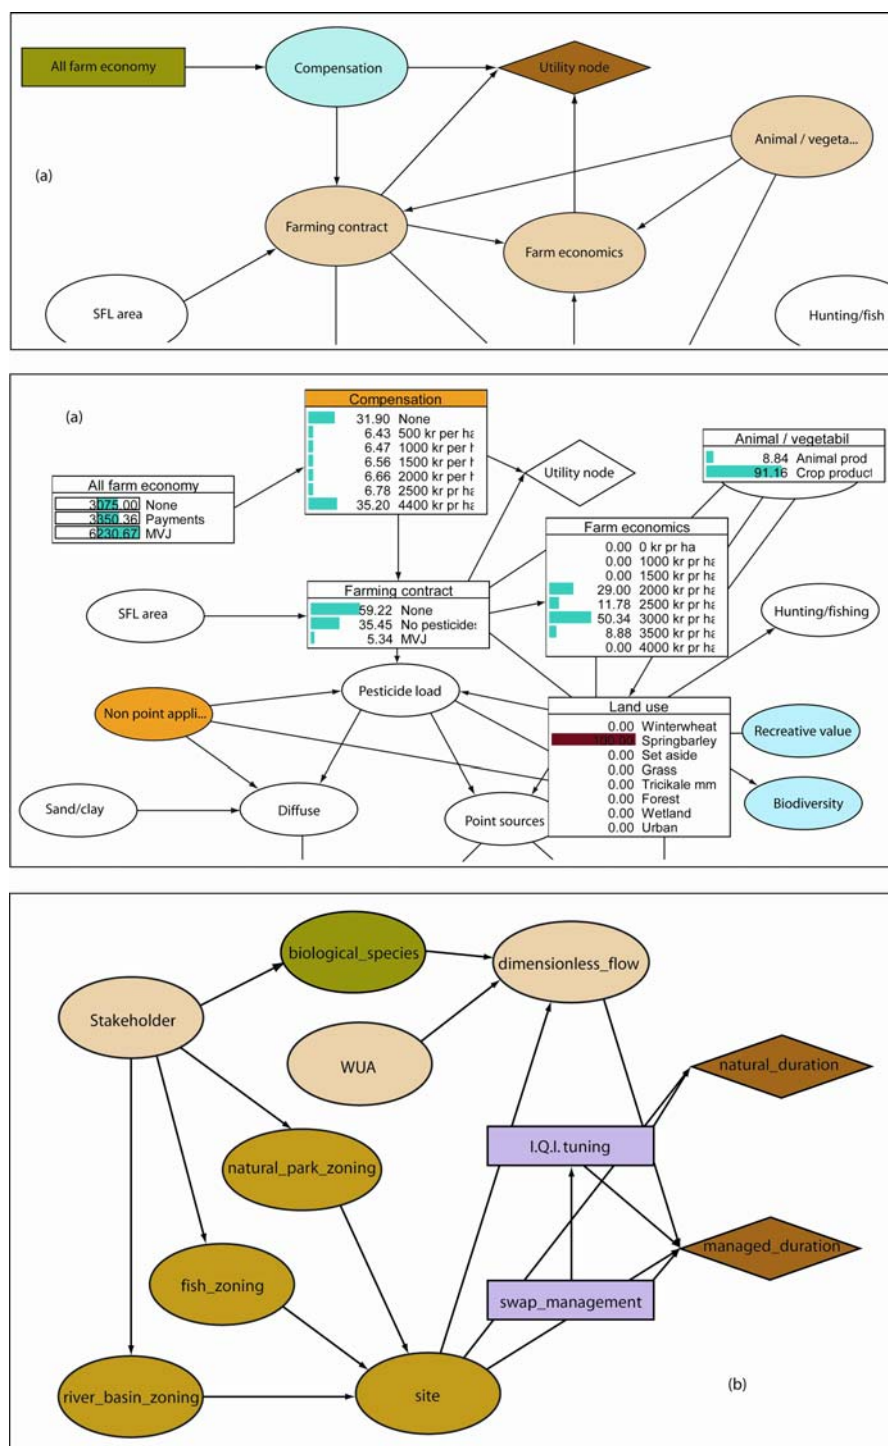 All farm economy
Compensation
Utility node
Animal / vegeta...
(a)
Farming contract
Farm economics
SFL area
Hunting/fish
(a)
Compensation
31.90 None
6.43 500 kr per ha
6.47 1000 kr per ha
6.56 1500 kr per h
6.66 2000 kr per ha
6.78 2500 kr pr ha
35.20 4400 kr pr ha
Animal / vegetabil
8.84 Animal prod
91.16 Crop product
Utility node
All farm economy
3075.00 None
3350.36 Payments
6230.67 MVJ
Farm economics
0.00 0 kr pr ha
0.00 1000 kr pr ha
0.00 1500 kr pr ha
29.00 2000 kr pr ha
11.78 2500 kr pr ha
50.34 3000 kr pr ha
8.88 3500 kr pr ha
0.00 4000 kr pr ha
Farming contract
59.22 None
35.45 No pesticides
5.34 MVJ
SFL area
Hunting/fishing
Pesticide load
Non point appli...
Land use
0.00 Winterwheat
100.00 Springbarley
0.00 Set aside
0.00 Grass
0.00 Tricikale mm
0.00 Forest
0.00 Wetland
0.00 Urban
Recreative value
Biodiversity
Sand/clay
Diffuse
Point sources
biological_species
dimensionless_flow
Stakeholder
WUA
natural_duration
I.Q.I. tuning
natural_park_zoning
managed_duration
fish_zoning
swap_management
river_basin_zoning
site
(b)